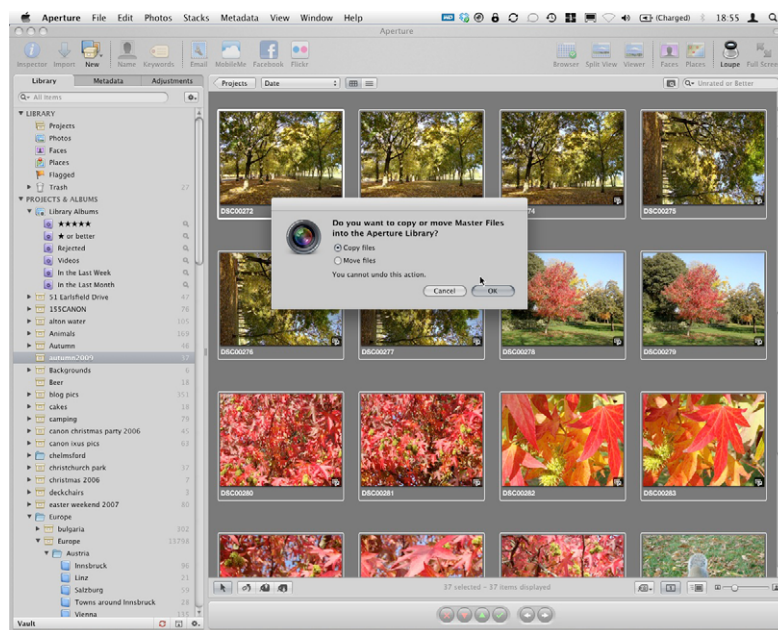 Aperture File Edit Photos Stacks Metadata View Window Help (Charged) 18:55
Aperture
Inspector Import New Name Keywords Email MobileMe Facebook Flickr Browser Split View Viewer Faces Places Loupe Full Screen
Library Metadata Adjustments Projects Date Unrated or Better
All Items
LIBRARY
Projects
Photos
Faces
Places
Flagged
Trash 27
PROJECTS & ALBUMS
Library Albums
★★★★★
★ or better
Rejected
Videos
In the Last Week
In the Last Month
51 Earlsfield Drive 47
155CANON 76
alton water 105
Animals 169
Autumn 46
autumn2009 37
Backgrounds 6
Beer 18
blog pics 351
cakes 18
camping 79
canon christmas party 2006 45
canon ixus pics 62
chelmsford
christchurch park 37
christmas 2006 7
deckchairs 3
easter weekend 2007 80
Europe
bulgaria 302
Europe 15798
Austria
Innsbruck 96
Linz 21
Salzburg 59
Towns around Innsbruck 28
Vienna 135
Vault
DSC00272
74
DSC00275
Do you want to copy or move Master Files
into the Aperture Library?
Copy files
Move files
You cannot undo this action.
Cancel OK
DSC00276 DSC00277 DSC00278 DSC00279
DSC00280 DSC00281 DSC00282 DSC00283
37 selected - 37 items displayed